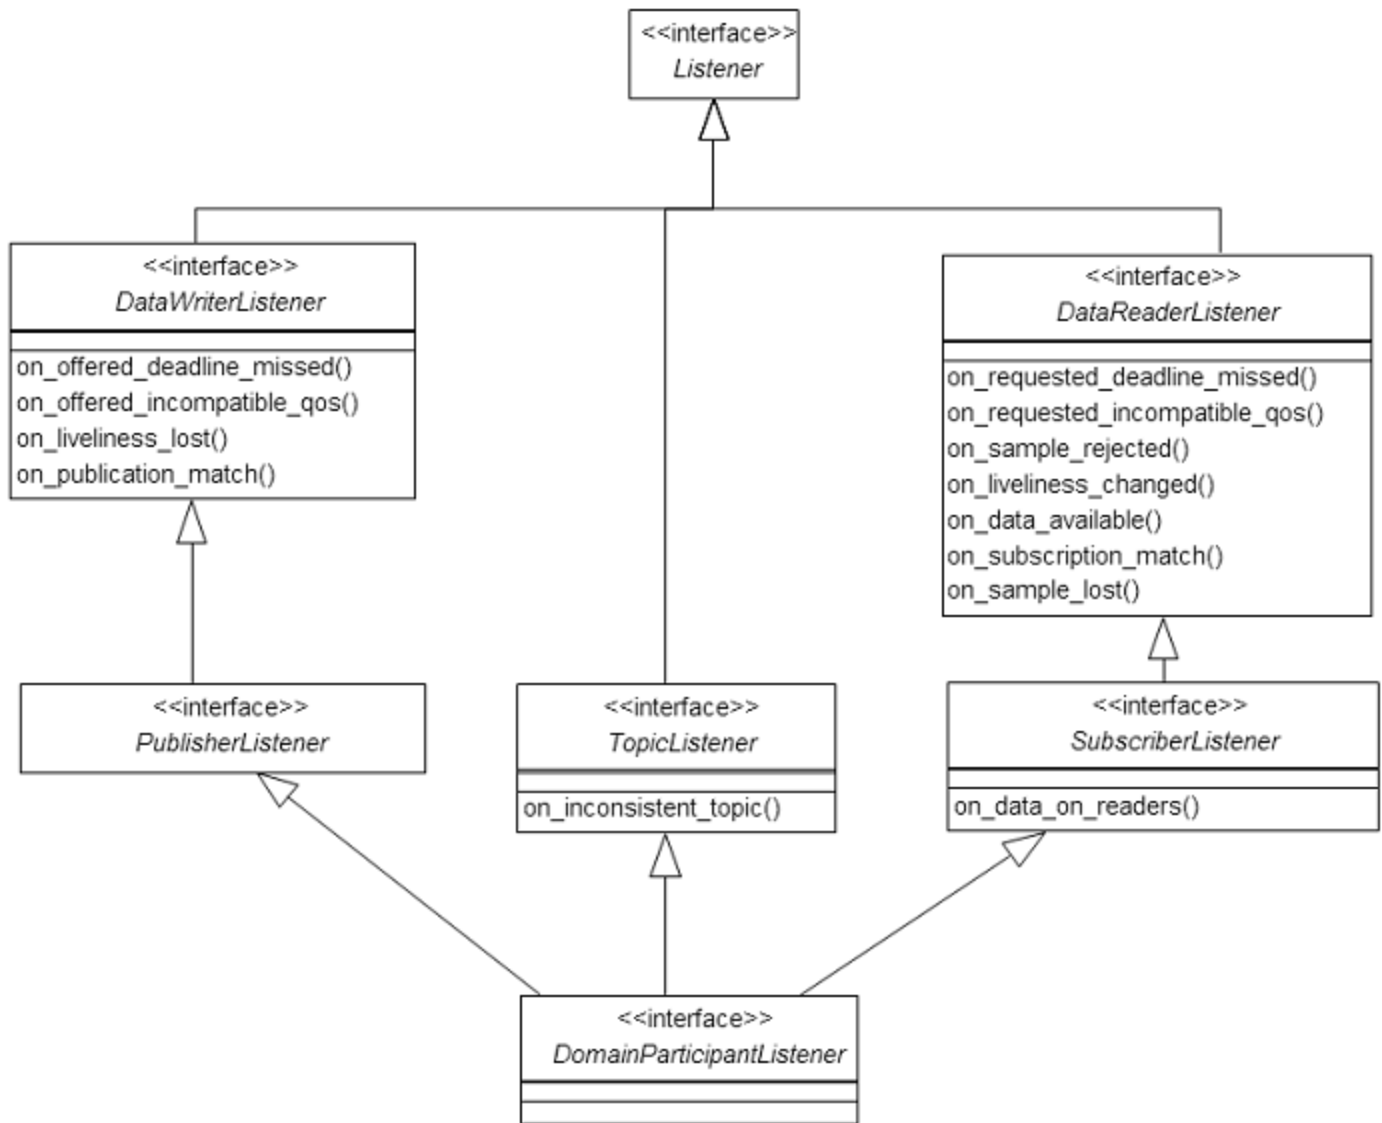 <<interface>>
Listener
<<interface>>
DataWriterListener
on_offered_deadline_missed()
on_offered_incompatible_qos()
on_liveliness_lost()
on_publication_match()
<<interface>>
DataReaderListener
on_requested_deadline_missed()
on_requested_incompatible_qos()
on_sample_rejected()
on_liveliness_changed()
on_data_available()
on_subscription_match()
on_sample_lost()
<<interface>>
PublisherListener
<<interface>>
TopicListener
on_inconsistent_topic()
<<interface>>
SubscriberListener
on_data_on_readers()
<<interface>>
DomainParticipantListener